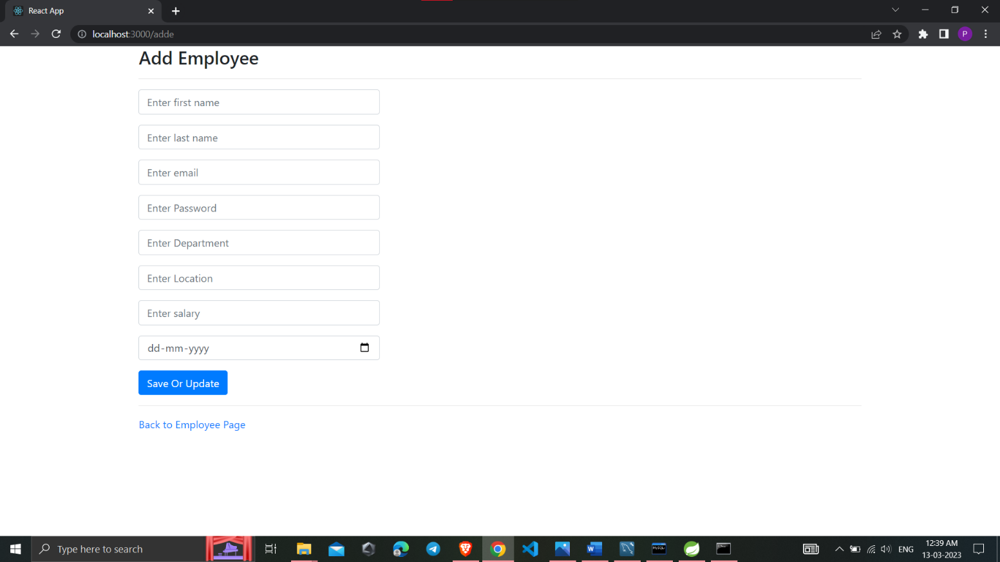 React App
localhost:3000/adde
P
Add Employee
Enter first name
Enter last name
Enter email
Enter Password
Enter Department
Enter Location
Enter salary
dd-mm-yyyy
Save Or Update
Back to Employee Page
Type here to search
ENG
12:39 AM
13-03-2023